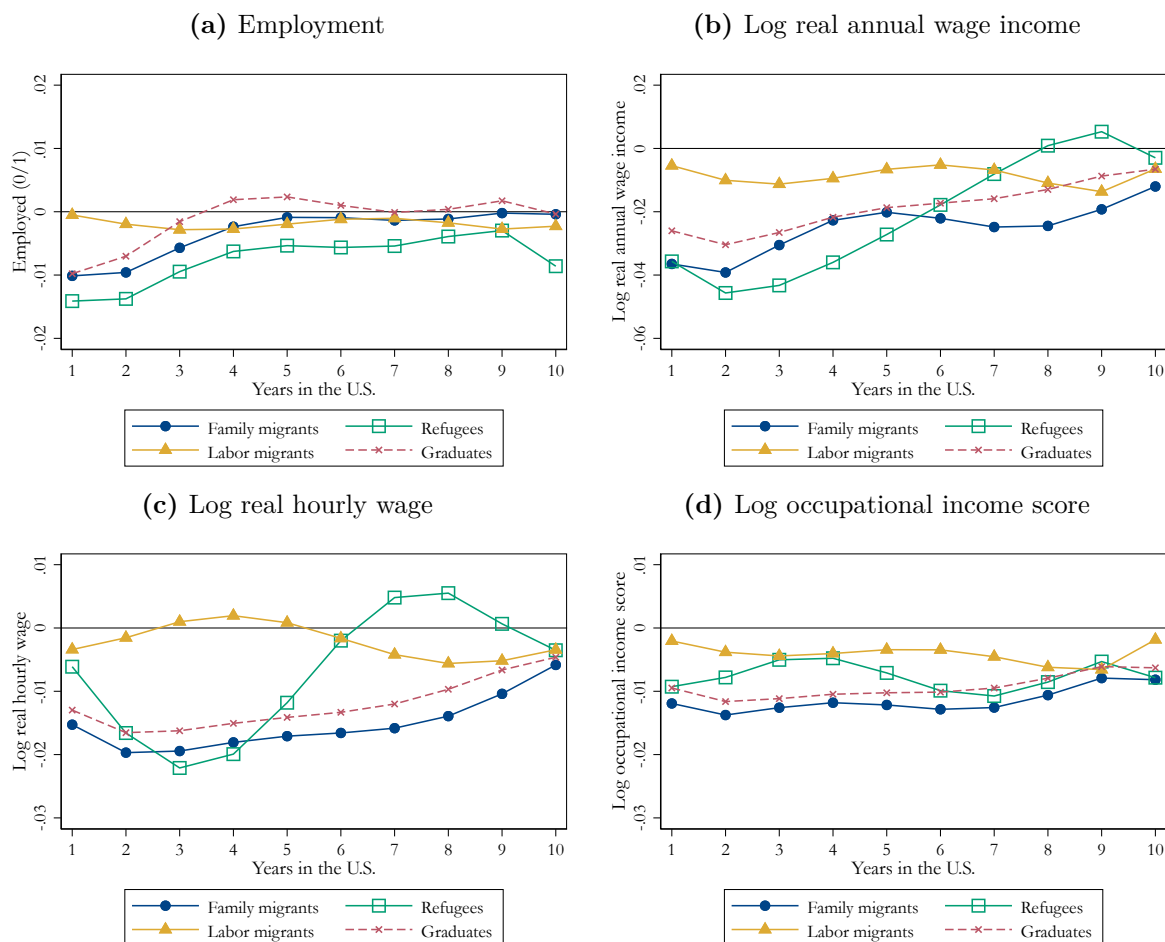 (a) Employment
Employed (0/1)
.02
.01
0
-.01
-.02
1 2 3 4 5 6 7 8 9 10
Years in the U.S.
Family migrants Refugees
Labor migrants Graduates
(b) Log real annual wage income
Log real annual wage income
.02
0
-.02
-.04
-.06
1 2 3 4 5 6 7 8 9 10
Years in the U.S.
Family migrants Refugees
Labor migrants Graduates
(c) Log real hourly wage
Log real hourly wage
.01
0
-.01
-.02
-.03
1 2 3 4 5 6 7 8 9 10
Years in the U.S.
Family migrants Refugees
Labor migrants Graduates
(d) Log occupational income score
Log occupational income score
.01
0
-.01
-.02
-.03
1 2 3 4 5 6 7 8 9 10
Years in the U.S.
Family migrants Refugees
Labor migrants Graduates